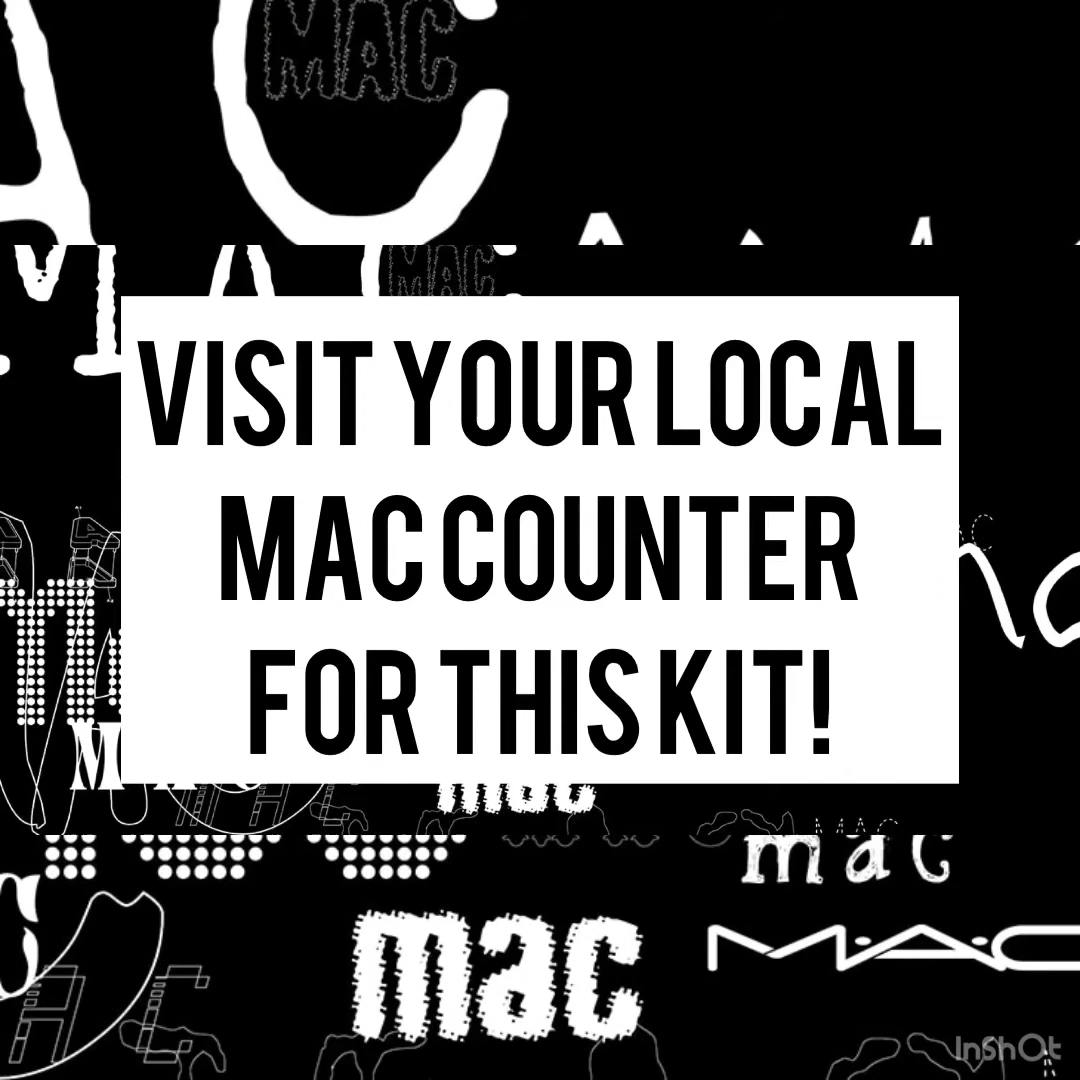 MAC
MAC
VISIT YOUR LOCAL
MAC COUNTER
FOR THIS KIT!
mac
mac
mac
M·A·C
InShOt